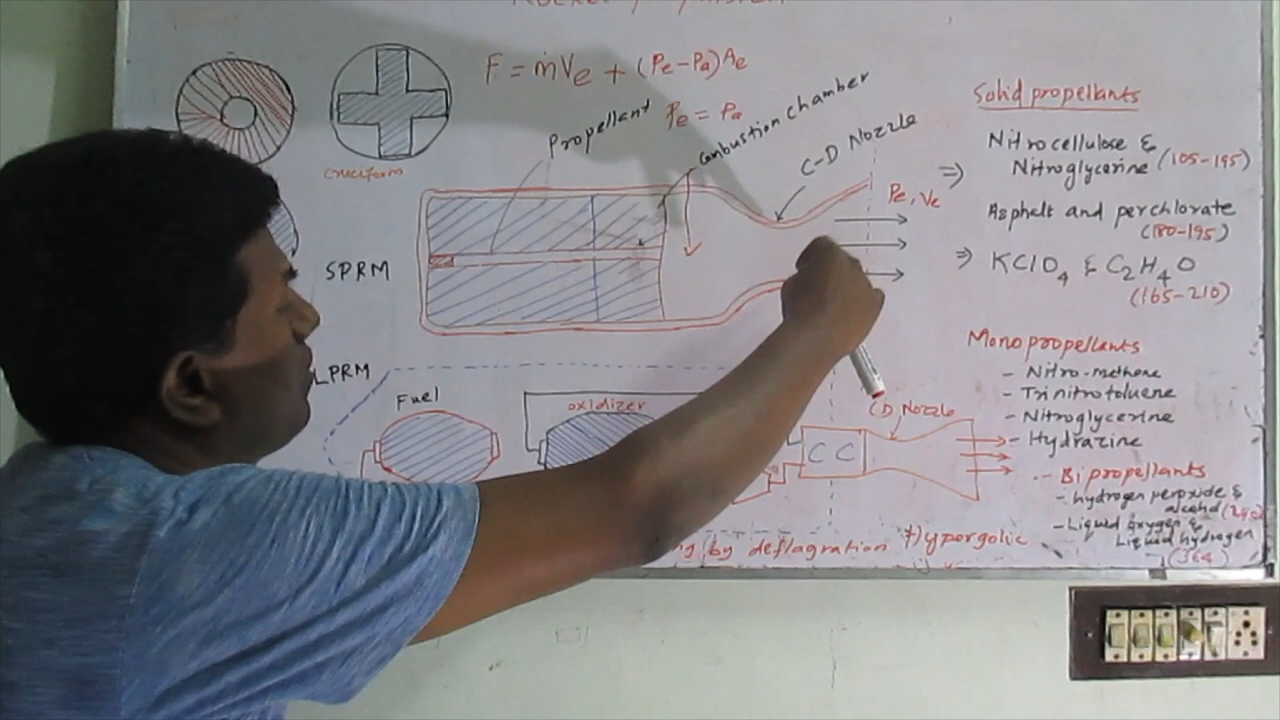 F = ṁVe + (Pe-Pa)Ae
Pe = Pa
Propellant
Combustion chamber
C-D Nozzle
Pe, Ve
Cruciform
SPRM
LPRM
Fuel
oxidizer
CC
CD Nozzle
by deflagration Hypergolic
Solid propellants
⇒ Nitrocellulose &
Nitroglycerine (105-195)
Asphalt and perchlorate
(180-195)
⇒ KClO4 & C2H4O
(165-210)
Monopropellants
- Nitro-methane
- Trinitrotoluene
- Nitroglycerine
- Hydrazine
- Bipropellants
- hydrogen peroxide &
alcohol
- Liquid oxygen &
Liquid hydrogen
(364)